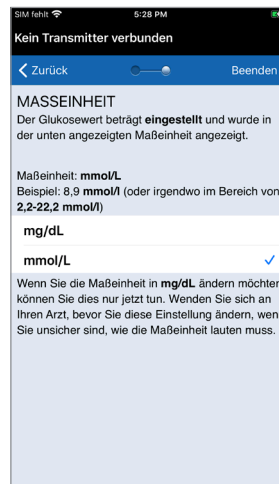 SIM fehlt 5:28 PM
Kein Transmitter verbunden
Zurück Beenden
MASSEINHEIT
Der Glukosewert beträgt eingestellt und wurde in
der unten angezeigten Maßeinheit angezeigt.
Maßeinheit: mmol/L
Beispiel: 8,9 mmol/l (oder irgendwo im Bereich von
2,2-22,2 mmol/l)
mg/dL
mmol/L
Wenn Sie die Maßeinheit in mg/dL ändern möchten
können Sie dies nur jetzt tun. Wenden Sie sich an
Ihren Arzt, bevor Sie diese Einstellung ändern, wen
Sie unsicher sind, wie die Maßeinheit lauten muss.